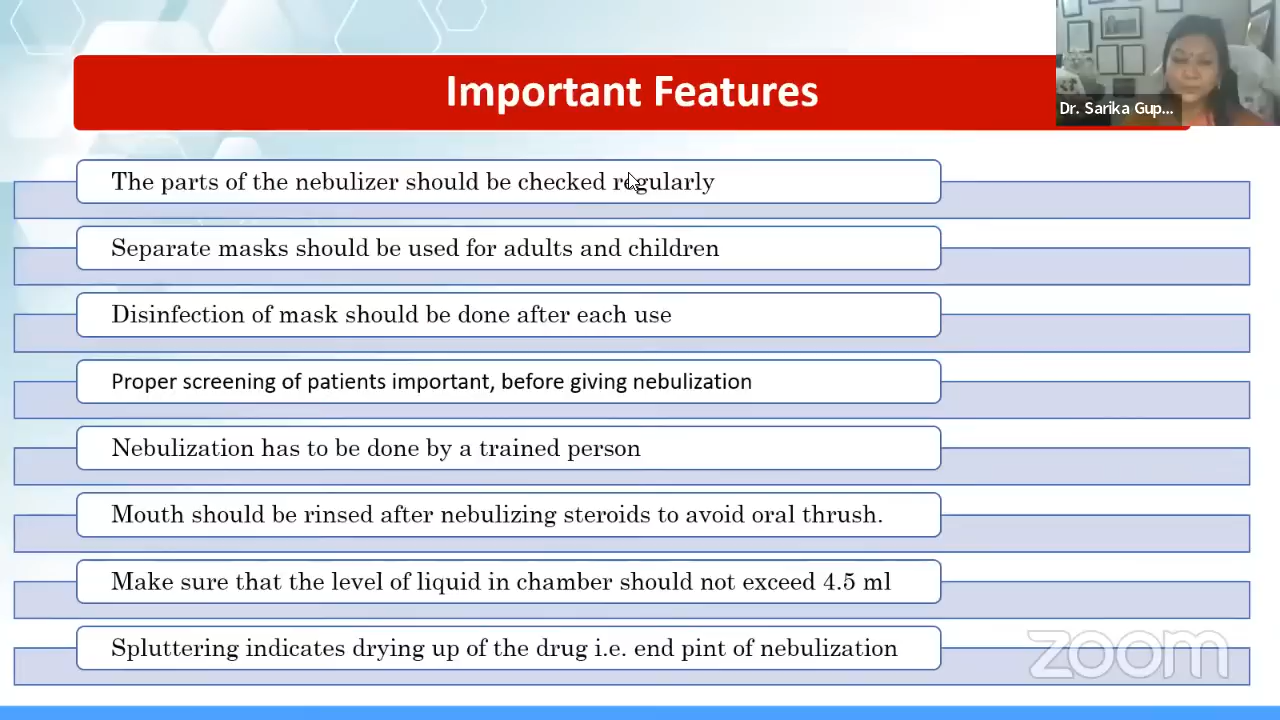 Important Features
Dr. Sarika Gup...
The parts of the nebulizer should be checked regularly
Separate masks should be used for adults and children
Disinfection of mask should be done after each use
Proper screening of patients important, before giving nebulization
Nebulization has to be done by a trained person
Mouth should be rinsed after nebulizing steroids to avoid oral thrush.
Make sure that the level of liquid in chamber should not exceed 4.5 ml
Spluttering indicates drying up of the drug i.e. end pint of nebulization
zoom